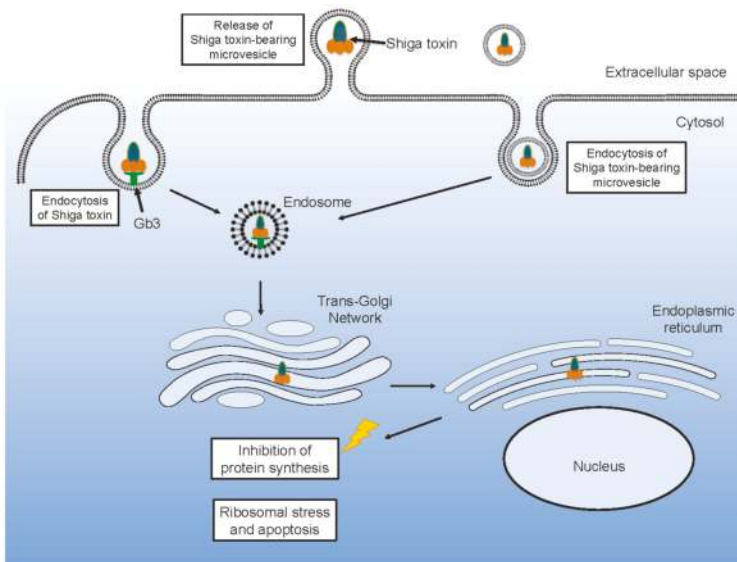 Release of
Shiga toxin-bearing
microvesicle
Shiga toxin
Extracellular space
Cytosol
Endocytosis of
Shiga toxin-bearing
microvesicle
Endocytosis
of Shiga toxin
Gb3
Endosome
Trans-Golgi
Network
Endoplasmic
reticulum
Inhibition of
protein synthesis
Nucleus
Ribosomal stress
and apoptosis